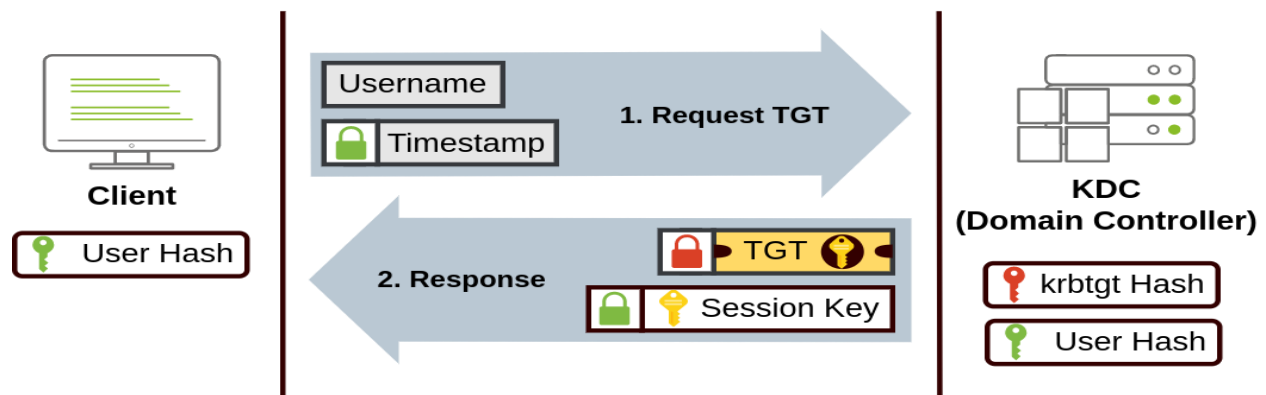 Username
1. Request TGT
Timestamp
Client
KDC
(Domain Controller)
User Hash
TGT
2. Response
krbtgt Hash
Session Key
User Hash